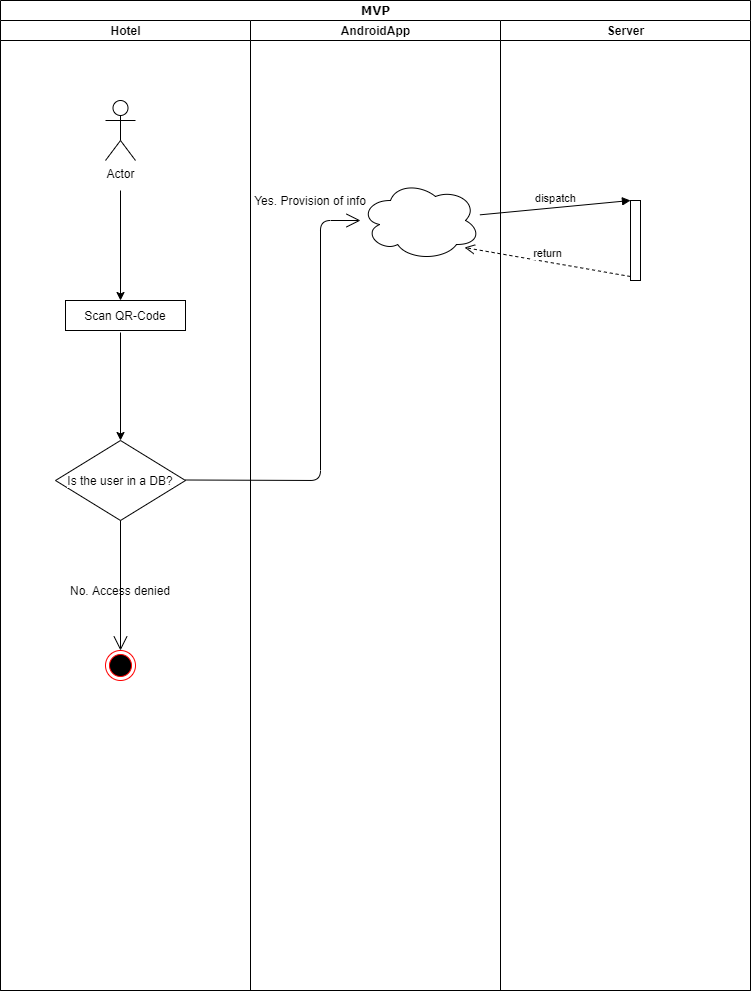 MVP
Hotel
AndroidApp
Server
Actor
Yes. Provision of info
dispatch
return
Scan QR-Code
Is the user in a DB?
No. Access denied